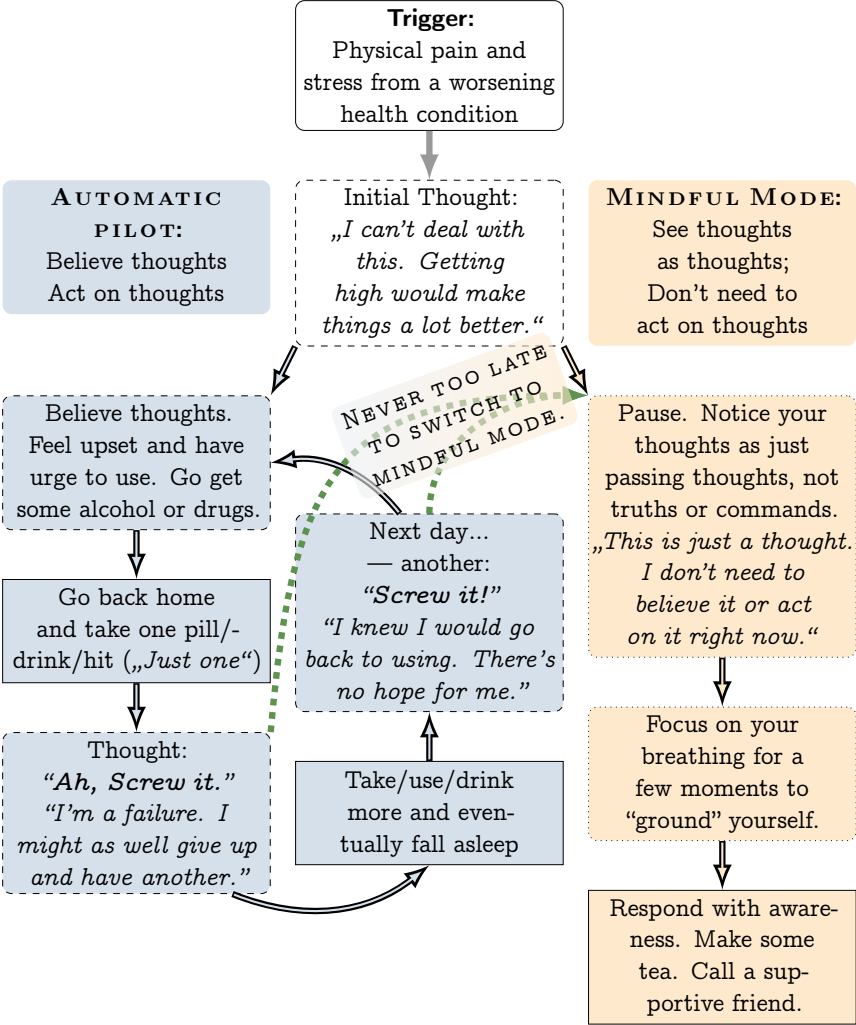 Trigger:
Physical pain and
stress from a worsening
health condition
AUTOMATIC
PILOT:
Believe thoughts
Act on thoughts
Initial Thought:
„I can't deal with
this. Getting
high would make
things a lot better.“
MINDFUL MODE:
See thoughts
as thoughts;
Don't need to
act on thoughts
NEVER TOO LATE
TO SWITCH TO
MINDFUL MODE.
Believe thoughts.
Feel upset and have
urge to use. Go get
some alcohol or drugs.
Go back home
and take one pill/-
drink/hit („Just one“)
Thought:
“Ah, Screw it.”
“I'm a failure. I
might as well give up
and have another.”
Take/use/drink
more and even-
tually fall asleep
Next day...
— another:
“Screw it!”
“I knew I would go
back to using. There's
no hope for me.”
Pause. Notice your
thoughts as just
passing thoughts, not
truths or commands.
„This is just a thought.
I don't need to
believe it or act
on it right now.“
Focus on your
breathing for a
few moments to
“ground” yourself.
Respond with aware-
ness. Make some
tea. Call a sup-
portive friend.